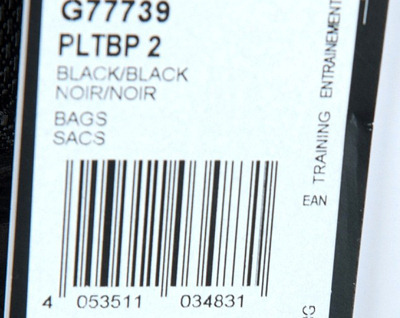 G77739
PLTBP 2
BLACK/BLACK
NOIR/NOIR
BAGS
SACS
4 053511 034831
TRAINING ENTRAINEMENT
EAN